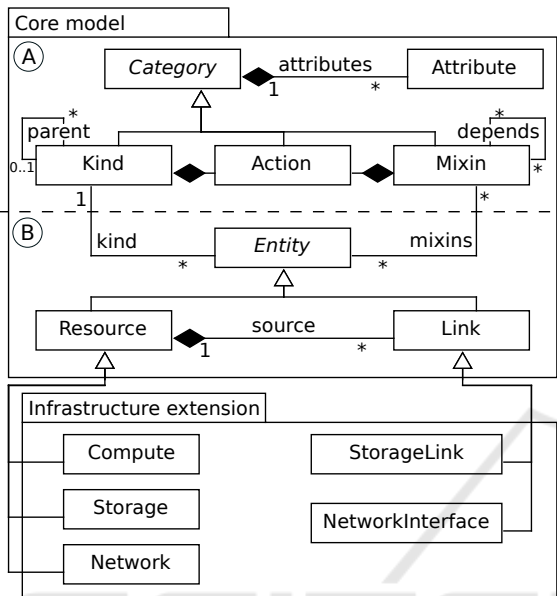 Core model
A
Category
attributes
Attribute
1
*
*
parent
*
depends
0..1
Kind
Action
Mixin
*
1
*
B
kind
Entity
mixins
*
*
Resource
source
Link
1
*
Infrastructure extension
Compute
StorageLink
Storage
NetworkInterface
Network